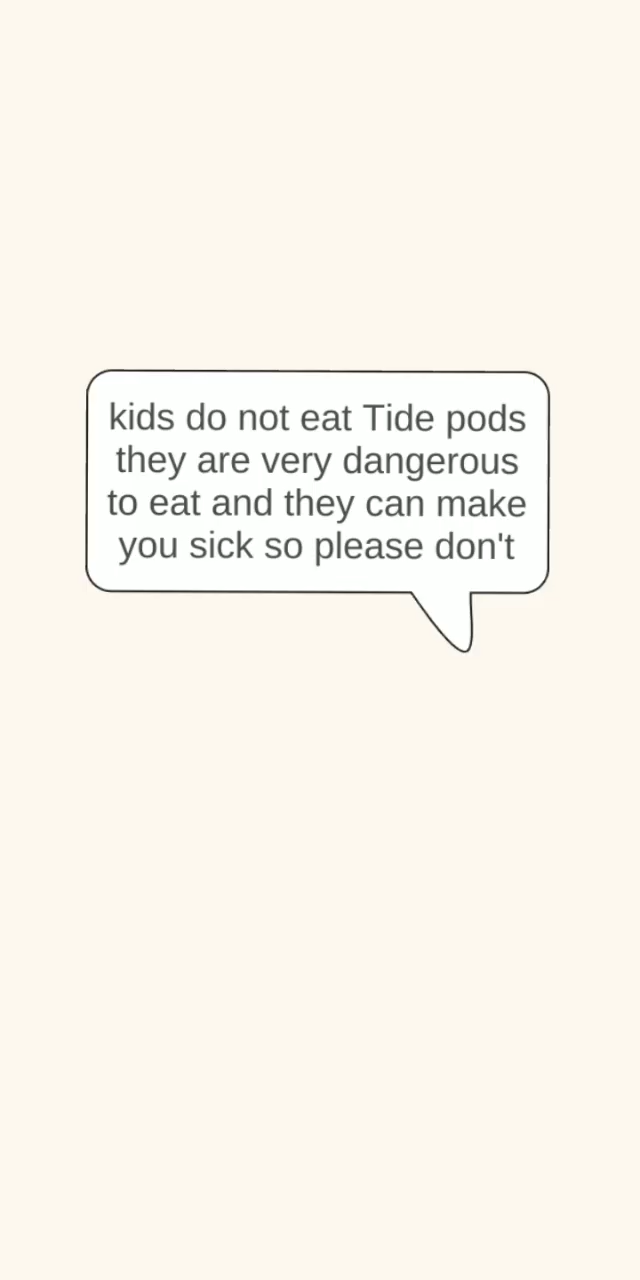 kids do not eat Tide pods
they are very dangerous
to eat and they can make
you sick so please don't